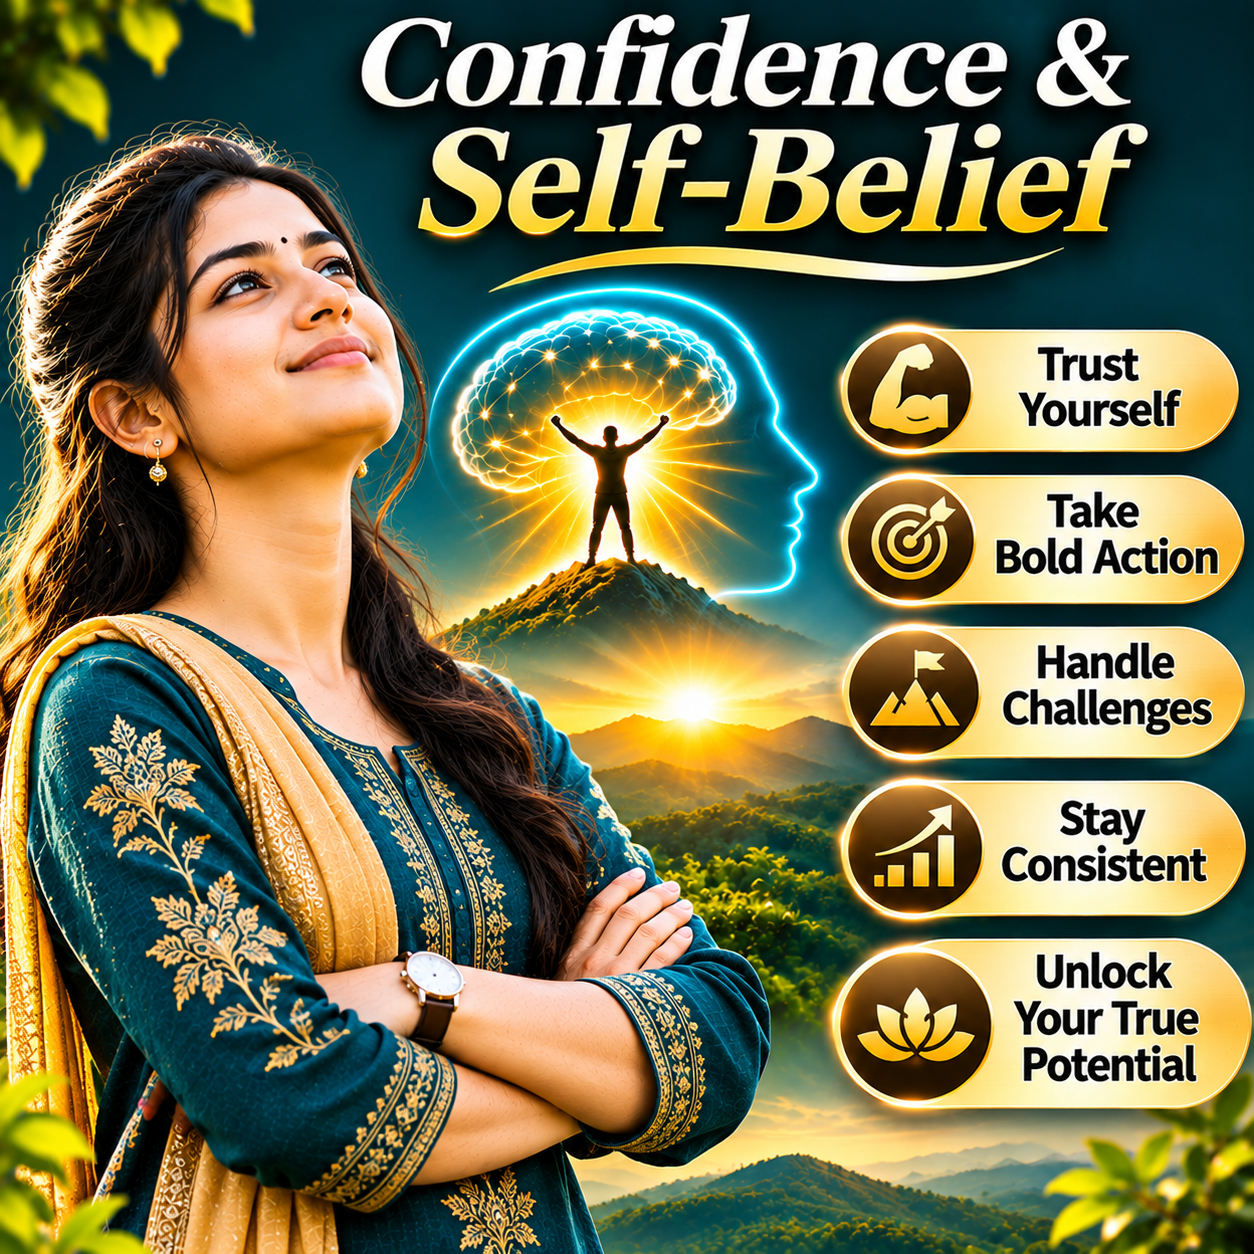 Confidence &
Self-Belief
Trust
Yourself
Take
Bold Action
Handle
Challenges
Stay
Consistent
Unlock
Your True
Potential